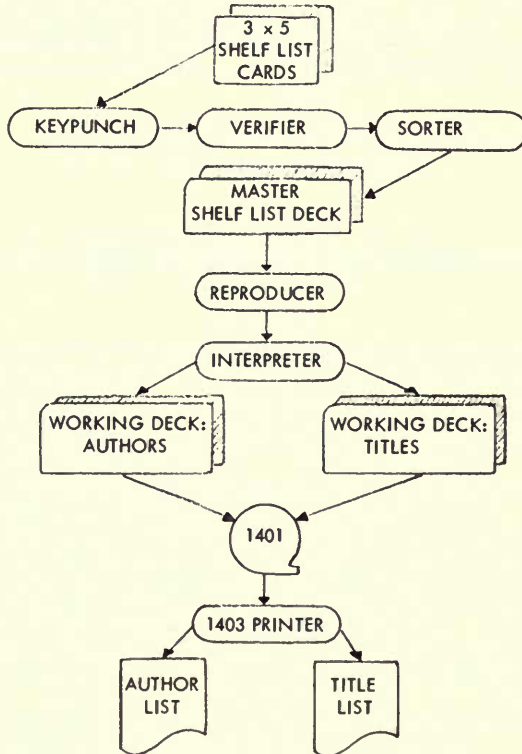 3 x 5
SHELF LIST
CARDS
KEYPUNCH
VERIFIER
SORTER
MASTER
SHELF LIST DECK
REPRODUCER
INTERPRETER
WORKING DECK:
AUTHORS
WORKING DECK:
TITLES
1401
1403 PRINTER
AUTHOR
LIST
TITLE
LIST